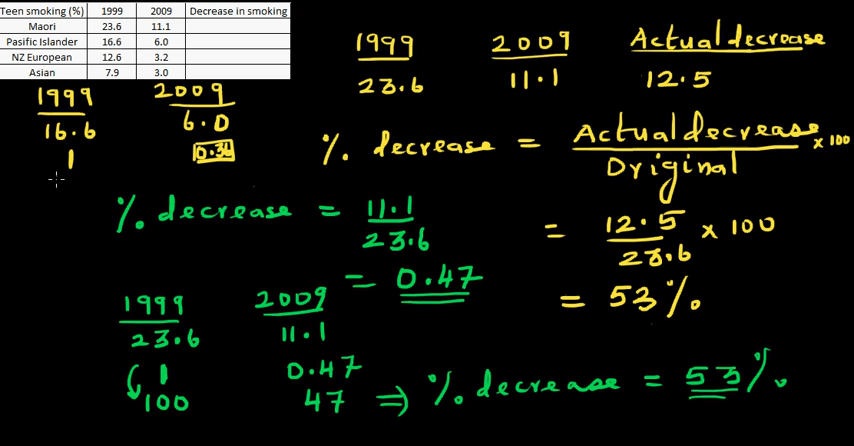 Teen smoking (%) 1999 2009 Decrease in smoking
Maori 23.6 11.1
Pasific Islander 16.6 6.0
NZ European 12.6 3.2
Asian 7.9 3.0
1999 2009 Actual decrease
23.6 11.1 12.5
1999 2009
16.6 6.0
1 0.36
%. decrease = Actual decrease × 100
Original
%. decrease = 11.1
23.6
= 12.5 × 100
23.6
= 0.47
= 53%.
1999 2009
23.6 11.1
1 0.47
100 47 ⇒ %. decrease = 53%.